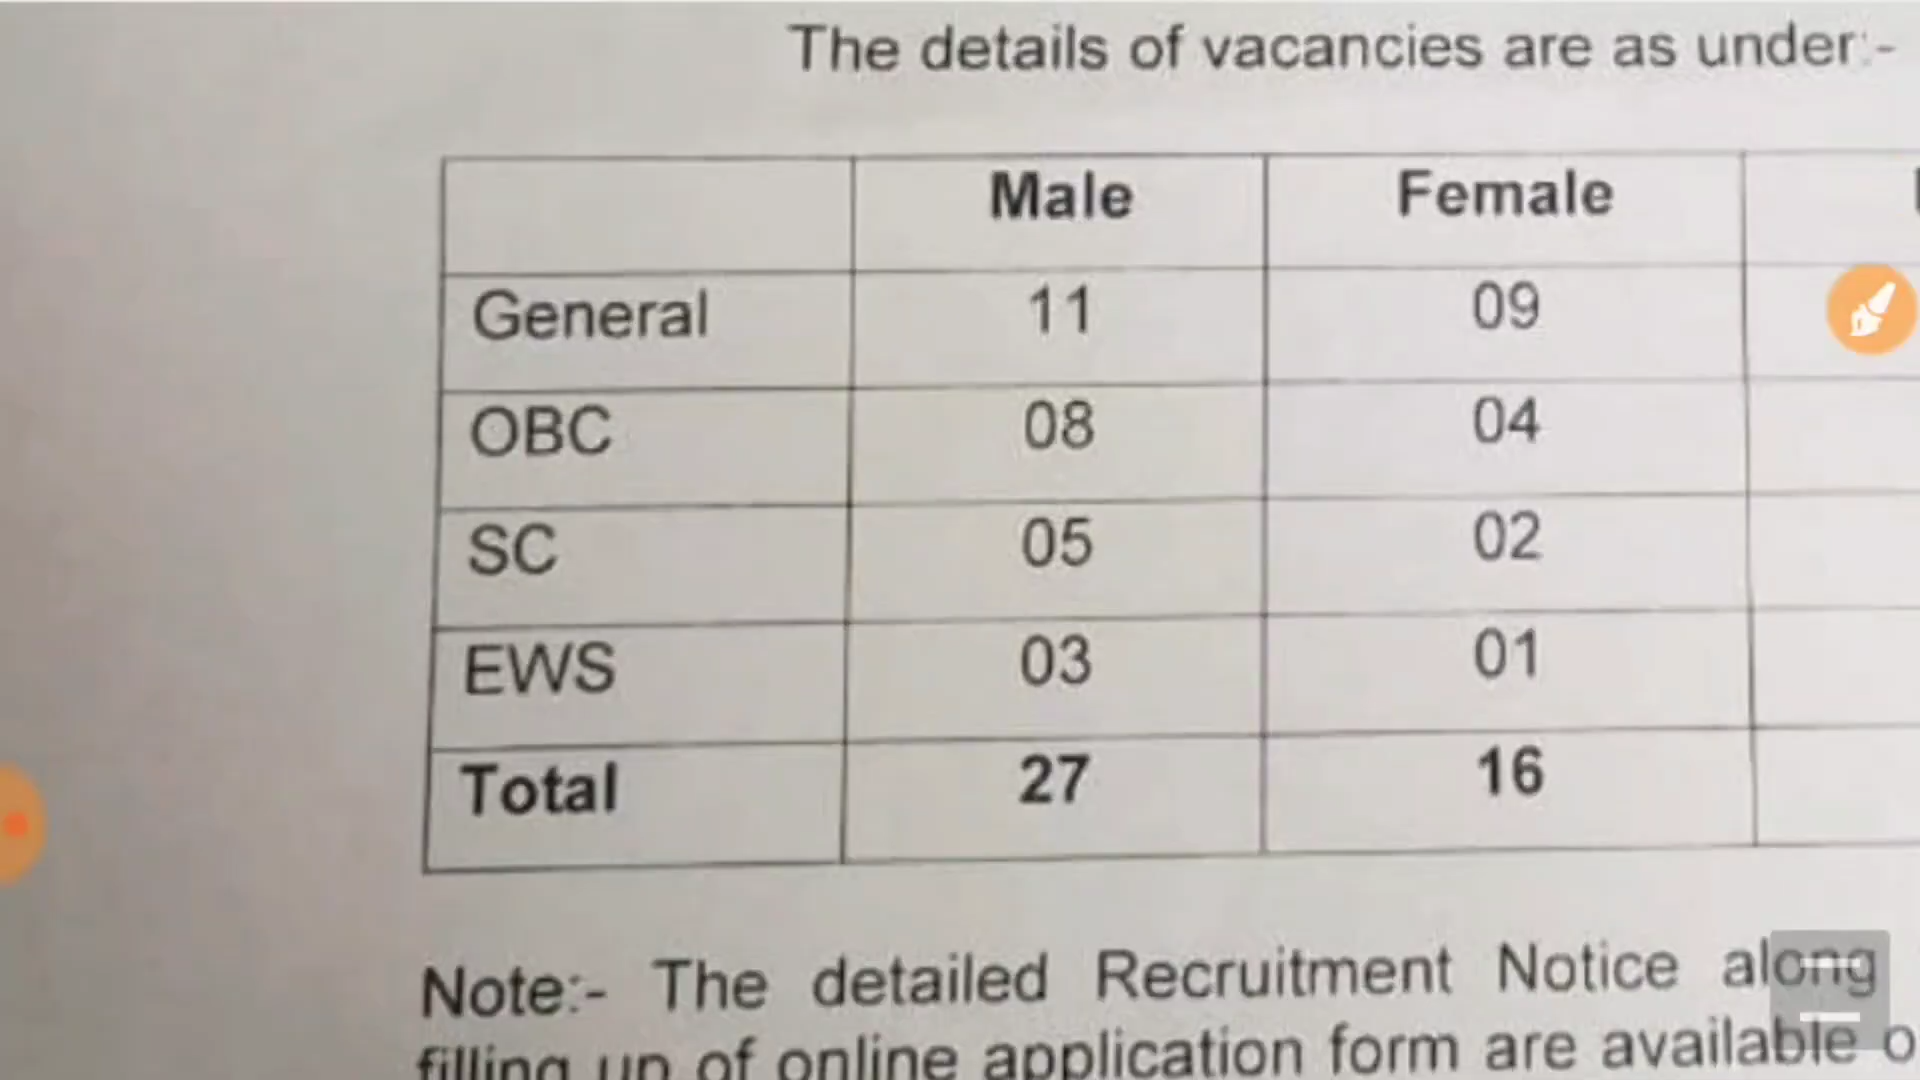 The details of vacancies are as under:-
Male Female
General 11 09
OBC 08 04
SC 05 02
EWS 03 01
Total 27 16
Note:- The detailed Recruitment Notice along
filling up of online application form are available